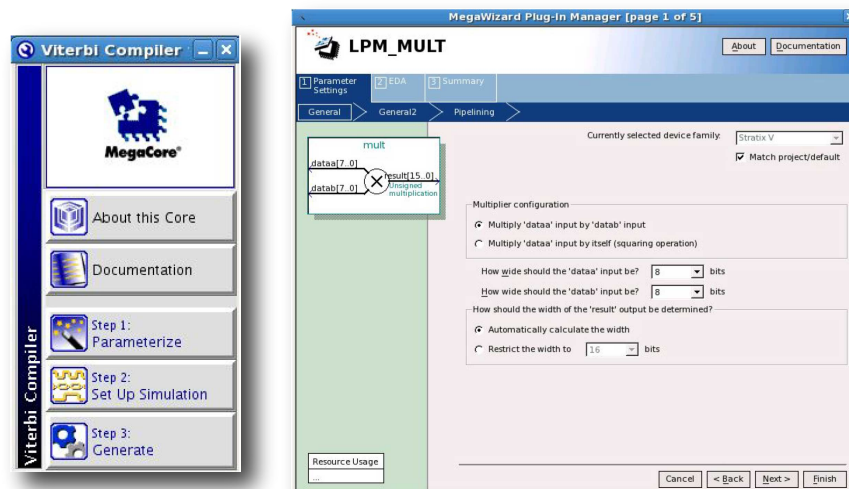 Viterbi Compiler
MegaCore®
About this Core
Documentation
Step 1:
Parameterize
Step 2:
Set Up Simulation
Step 3:
Generate
Viterbi Compiler
MegaWizard Plug-In Manager [page 1 of 5]
LPM_MULT
About
Documentation
1 Parameter Settings
2 EDA
3 Summary
General
General2
Pipelining
mult
dataa[7..0]
result[15..0]
datab[7..0]
Unsigned
multiplication
Currently selected device family:
Stratix V
Match project/default
Multiplier configuration
Multiply 'dataa' input by 'datab' input
Multiply 'dataa' input by itself (squaring operation)
How wide should the 'dataa' input be? 8 bits
How wide should the 'datab' input be? 8 bits
How should the width of the 'result' output be determined?
Automatically calculate the width
Restrict the width to 16 bits
Resource Usage
...
Cancel
< Back
Next >
Finish